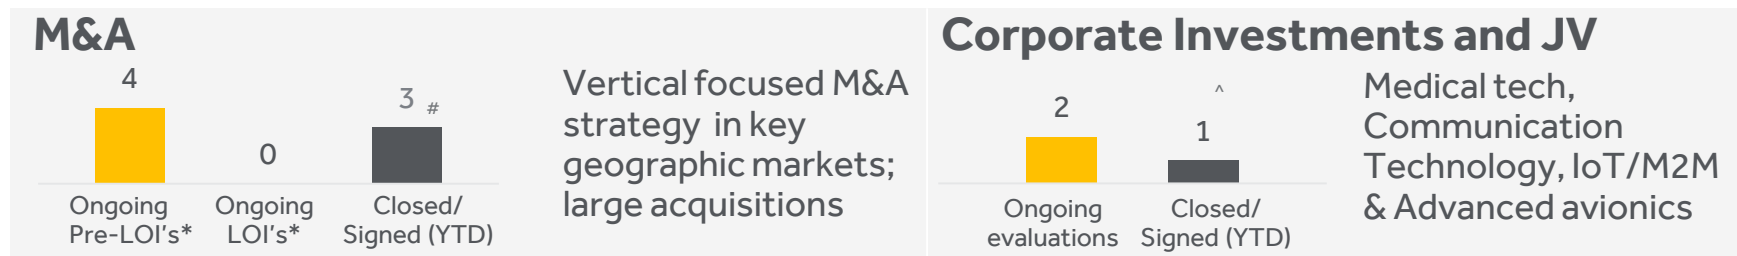 M&A
4
0
3 #
Ongoing
Pre-LOI's*
Ongoing
LOI's*
Closed/
Signed (YTD)
Vertical focused M&A
strategy in key
geographic markets;
large acquisitions
Corporate Investments and JV
2
^
1
Ongoing
evaluations
Closed/
Signed (YTD)
Medical tech,
Communication
Technology, IoT/M2M
& Advanced avionics